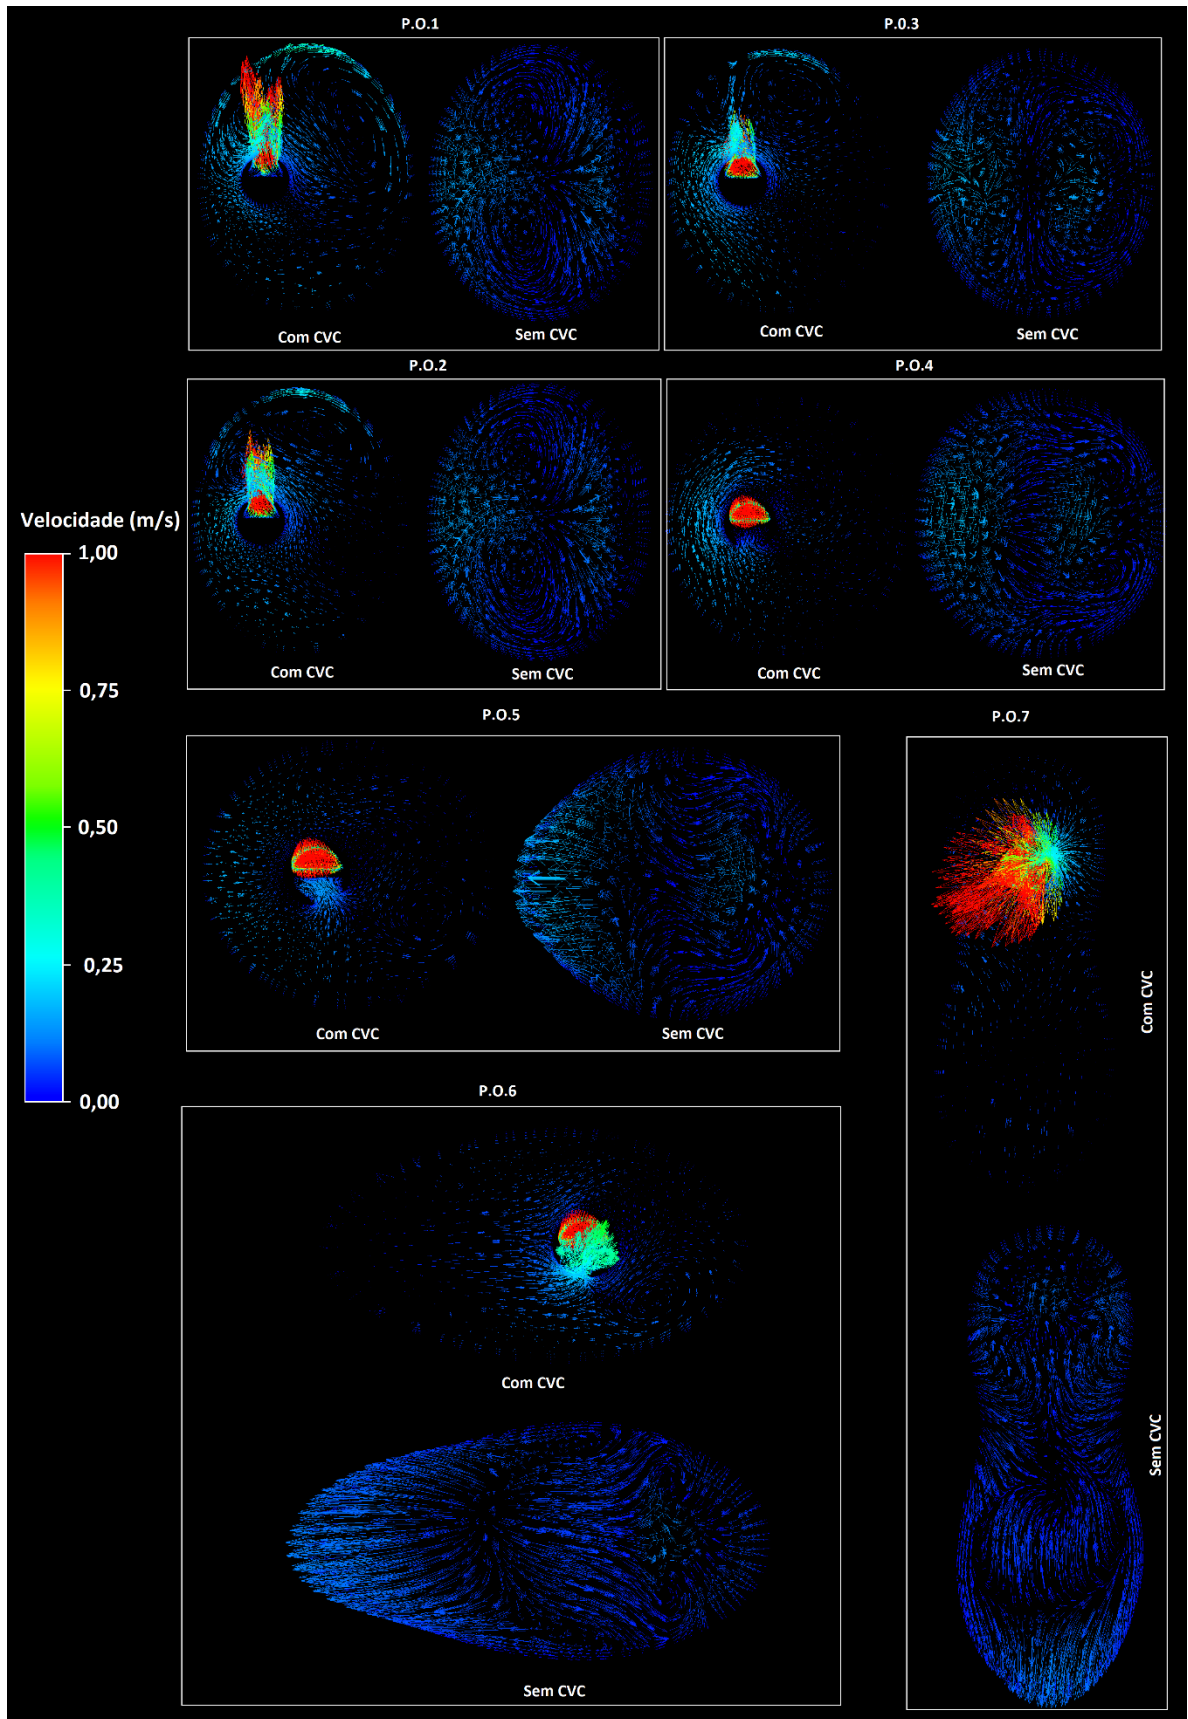 P.O.1
P.0.3
Com CVC
Sem CVC
Com CVC
Sem CVC
P.O.2
P.O.4
Com CVC
Sem CVC
Com CVC
Sem CVC
Velocidade (m/s)
1,00
0,75
0,50
0,25
0,00
P.O.5
P.O.7
Com CVC
Sem CVC
Com CVC
Sem CVC
P.O.6
Com CVC
Sem CVC